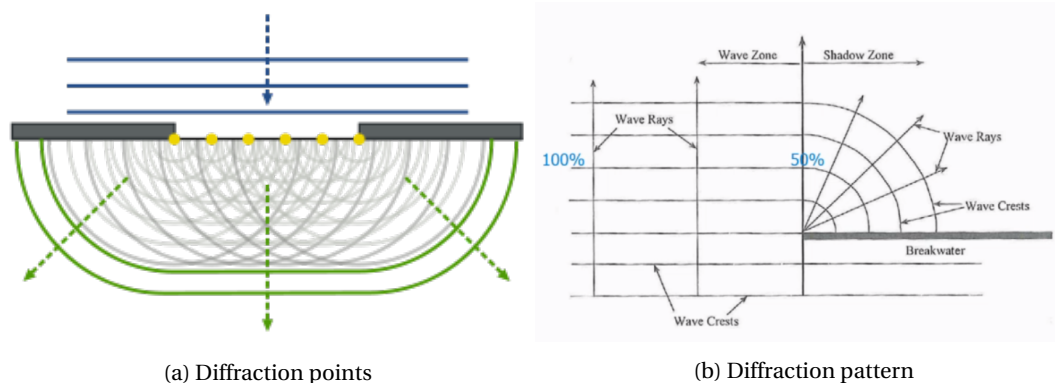 Wave Zone
Shadow Zone
Wave Rays
Wave Rays
100%
50%
Wave Crests
Breakwater
Wave Crests
(a) Diffraction points
(b) Diffraction pattern